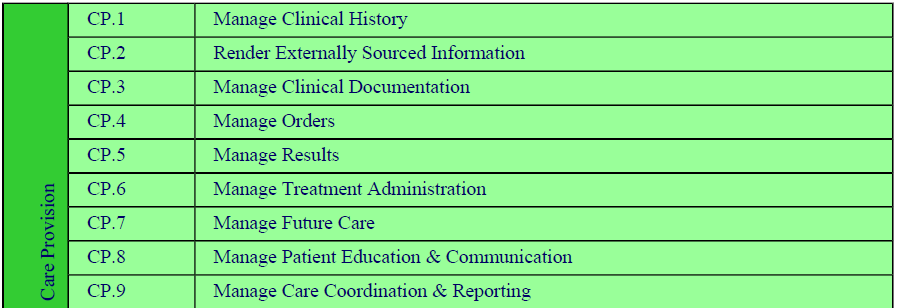 Care Provision
CP.1 Manage Clinical History
CP.2 Render Externally Sourced Information
CP.3 Manage Clinical Documentation
CP.4 Manage Orders
CP.5 Manage Results
CP.6 Manage Treatment Administration
CP.7 Manage Future Care
CP.8 Manage Patient Education & Communication
CP.9 Manage Care Coordination & Reporting